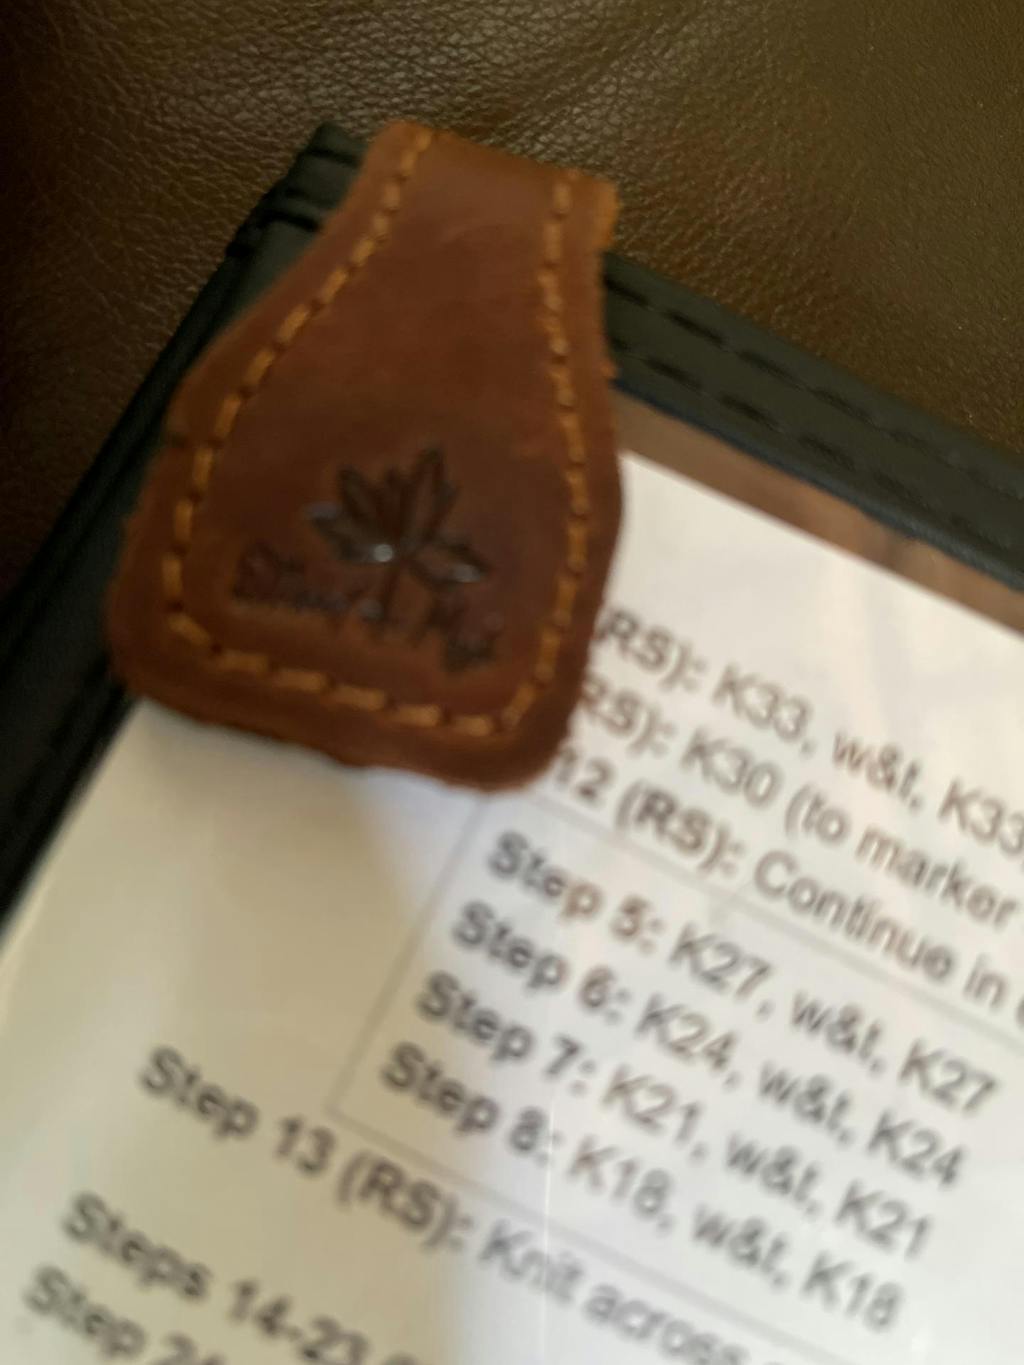 RS): K33, w&t, K33
RS): K30 (to marker
12 (RS): Continue in
Step 5: K27, w&t, K27
Step 6: K24, w&t, K24
Step 7: K21, w&t, K21
Step 8: K18, w&t, K18
Step 13 (RS): Knit across
Steps 14-23
Step